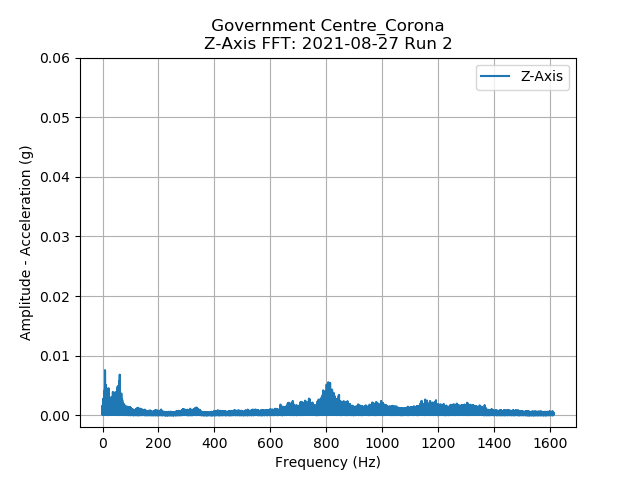 Government Centre_Corona
Z-Axis FFT: 2021-08-27 Run 2
Z-Axis
Amplitude - Acceleration (g)
0.06
0.05
0.04
0.03
0.02
0.01
0.00
0 200 400 600 800 1000 1200 1400 1600
Frequency (Hz)